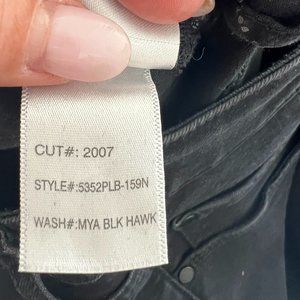 CUT#: 2007
STYLE#:5352PLB-159N
WASH#:MYA BLK HAWK